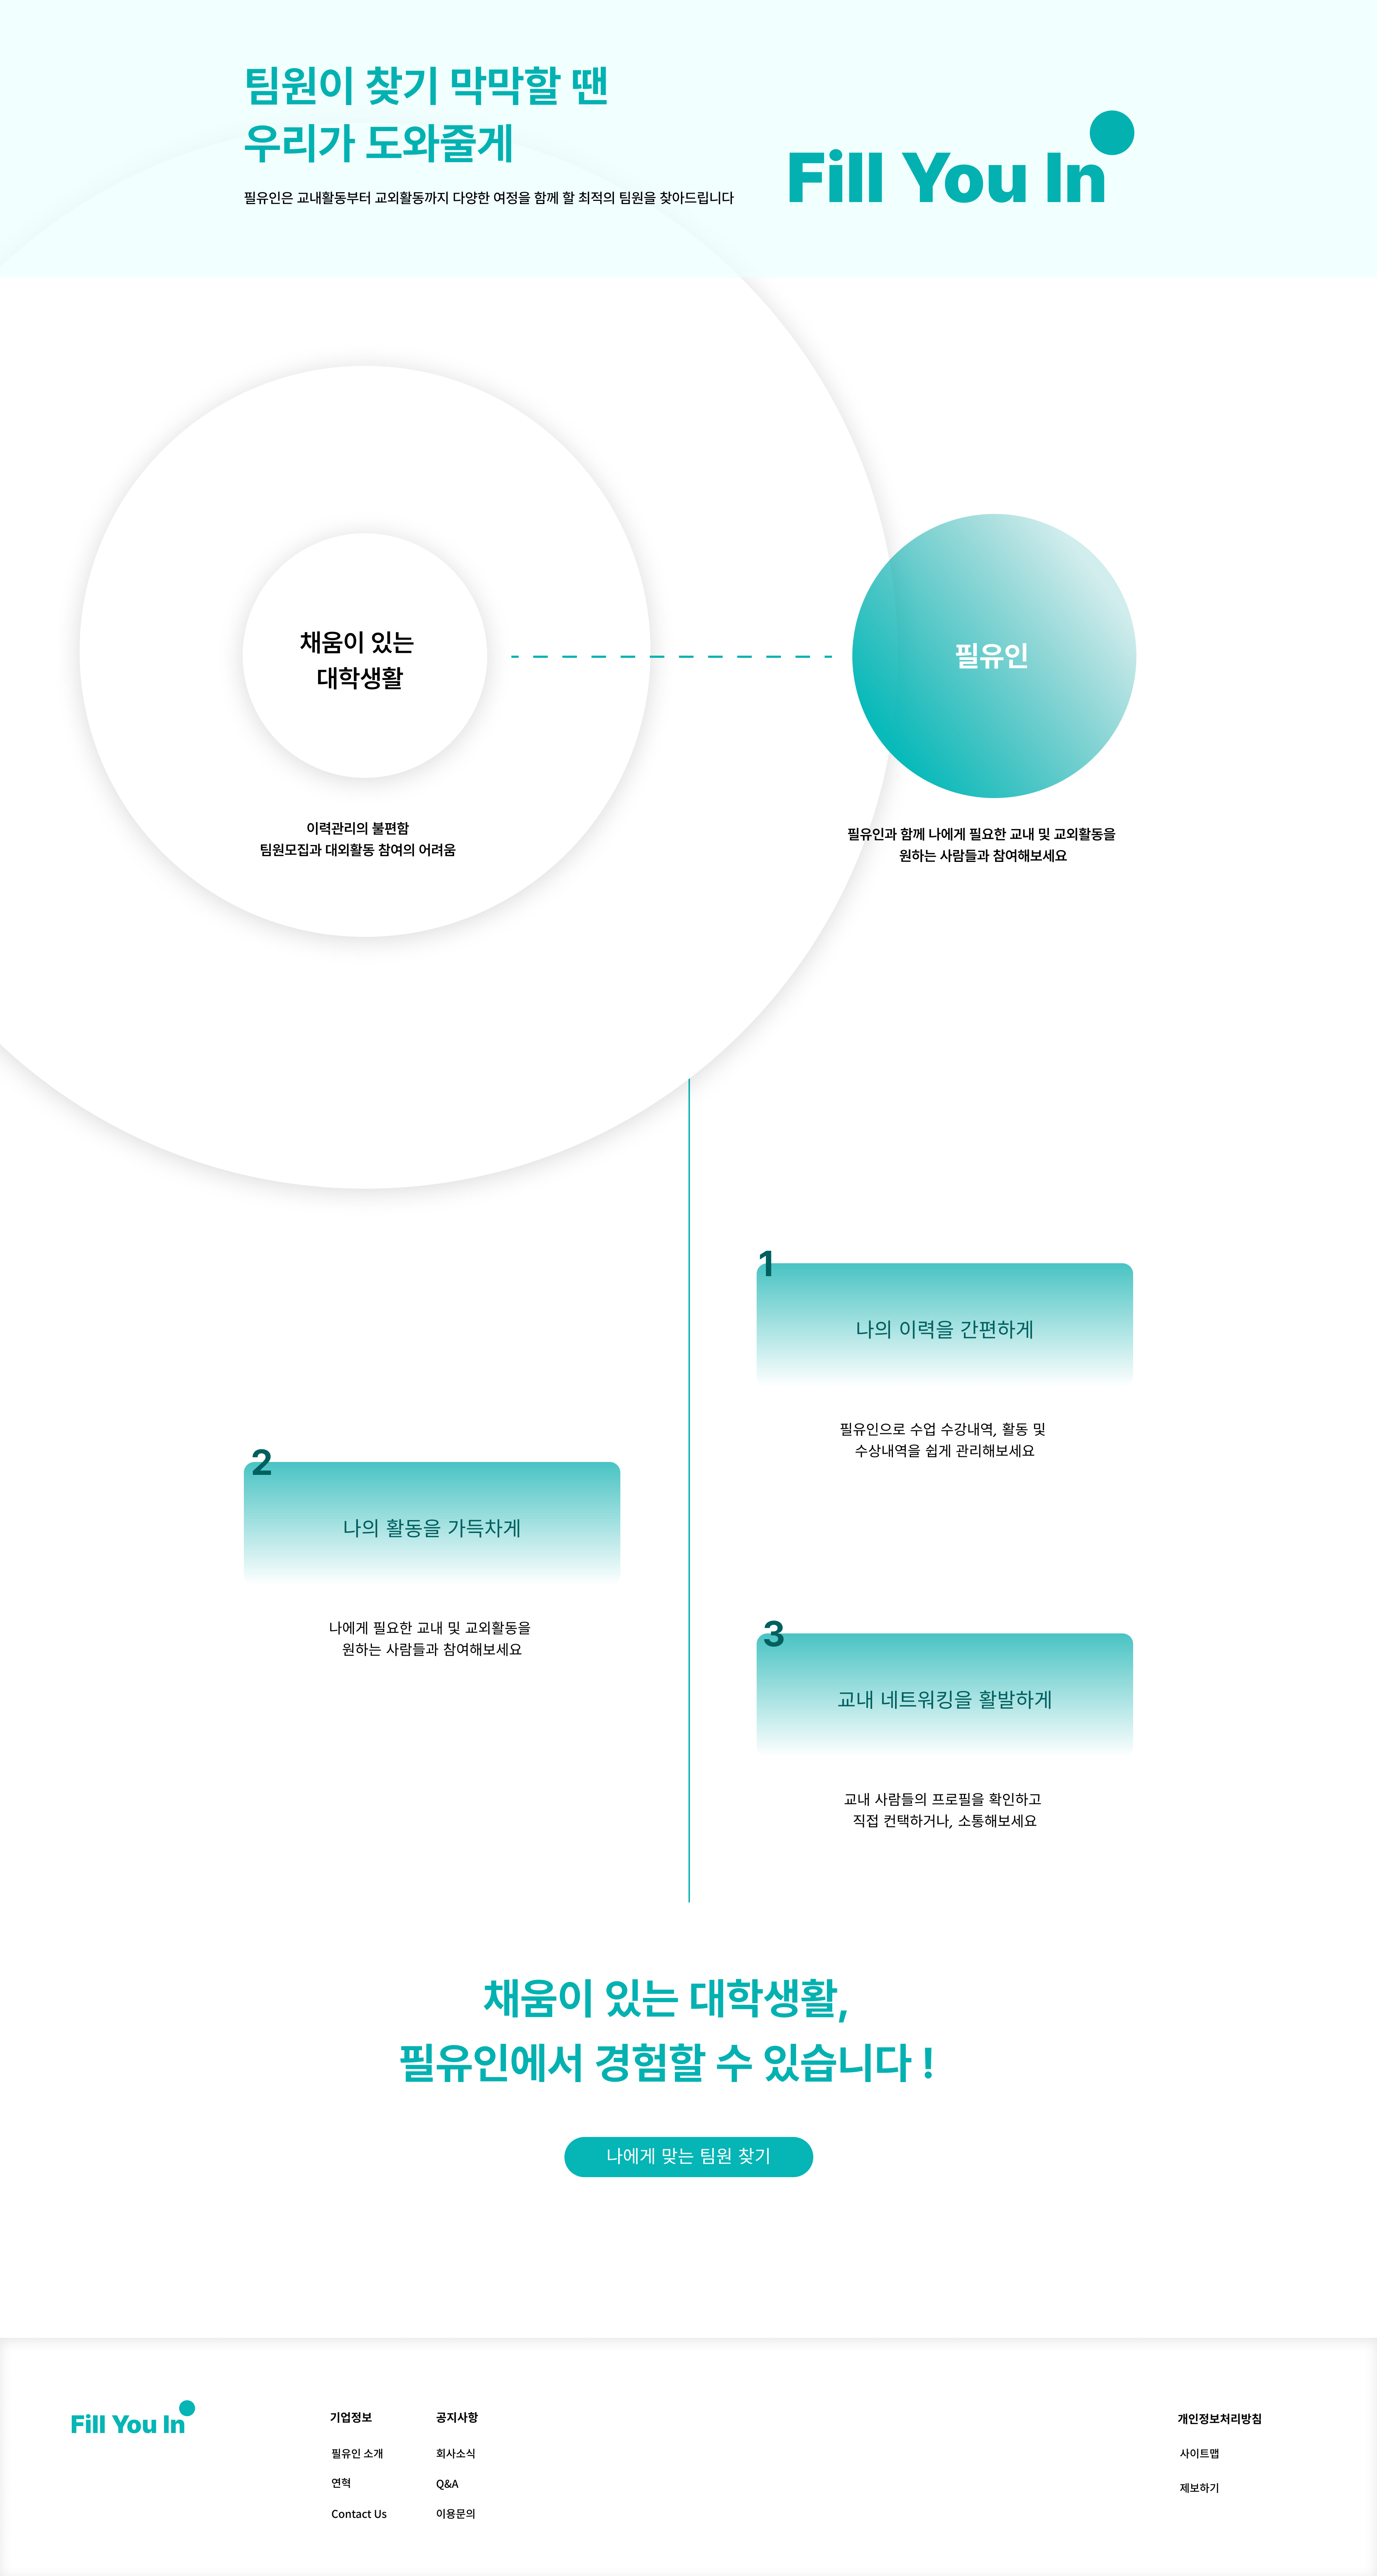 팀원이 찾기 막막할 땐
우리가 도와줄게
필유인은 교내활동부터 교외활동까지 다양한 여정을 함께 할 최적의 팀원을 찾아드립니다
Fill You In
채움이 있는
대학생활
이력관리의 불편함
팀원모집과 대외활동 참여의 어려움
필유인
필유인과 함께 나에게 필요한 교내 및 교외활동을
원하는 사람들과 참여해보세요
1
나의 이력을 간편하게
필유인으로 수업 수강내역, 활동 및
수상내역을 쉽게 관리해보세요
2
나의 활동을 가득차게
나에게 필요한 교내 및 교외활동을
원하는 사람들과 참여해보세요
3
교내 네트워킹을 활발하게
교내 사람들의 프로필을 확인하고
직접 컨택하거나, 소통해보세요
채움이 있는 대학생활,
필유인에서 경험할 수 있습니다 !
나에게 맞는 팀원 찾기
Fill You In
기업정보
필유인 소개
연혁
Contact Us
공지사항
회사소식
Q&A
이용문의
개인정보처리방침
사이트맵
제보하기